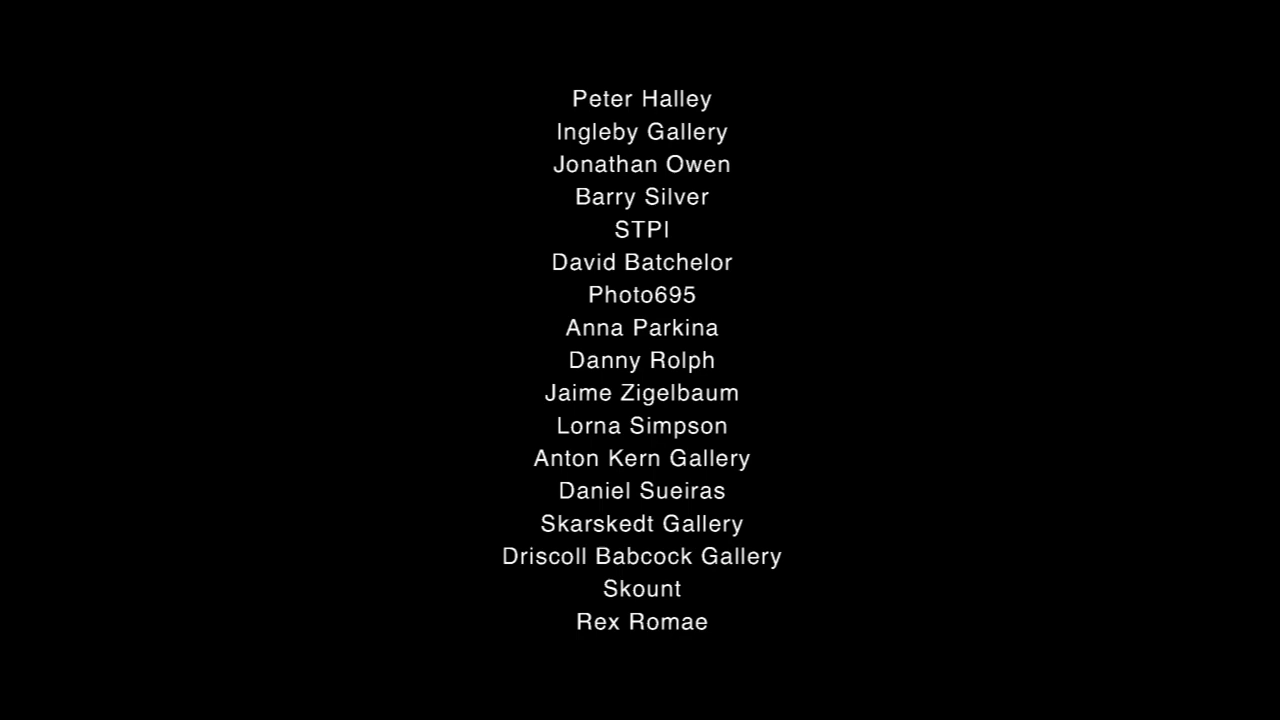 Peter Halley
Ingleby Gallery
Jonathan Owen
Barry Silver
STPI
David Batchelor
Photo695
Anna Parkina
Danny Rolph
Jaime Zigelbaum
Lorna Simpson
Anton Kern Gallery
Daniel Sueiras
Skarskedt Gallery
Driscoll Babcock Gallery
Skount
Rex Romae